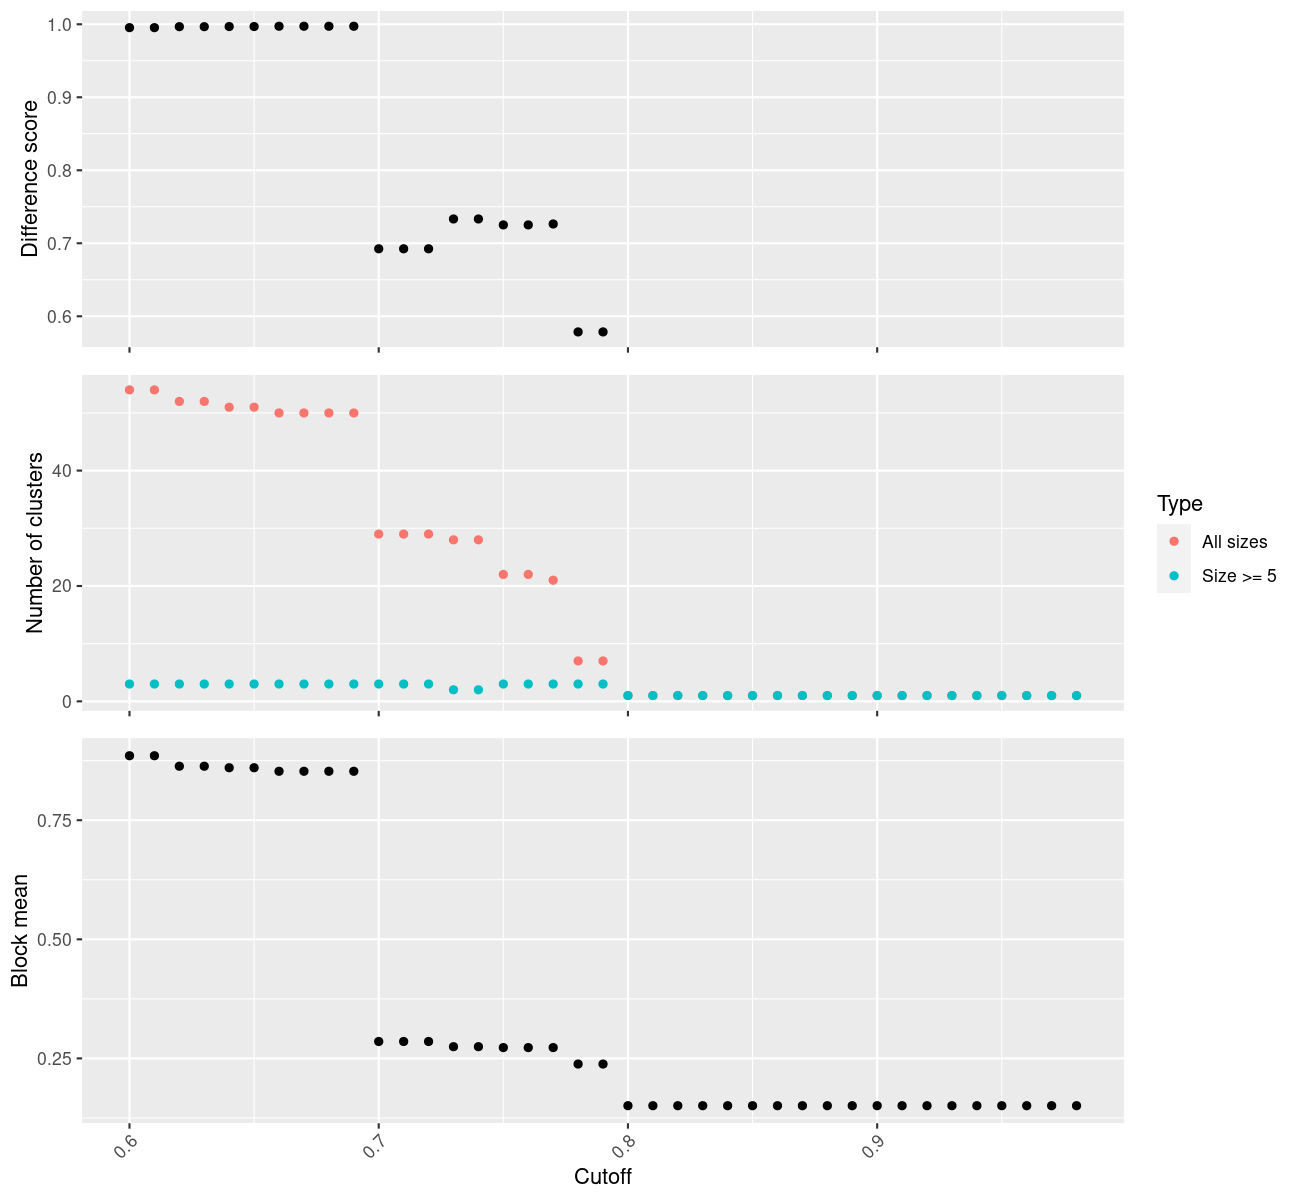 Difference score
1.0
0.9
0.8
0.7
0.6
Number of clusters
40
20
0
Type
All sizes
Size >= 5
Block mean
0.75
0.50
0.25
0.6
0.7
0.8
0.9
Cutoff